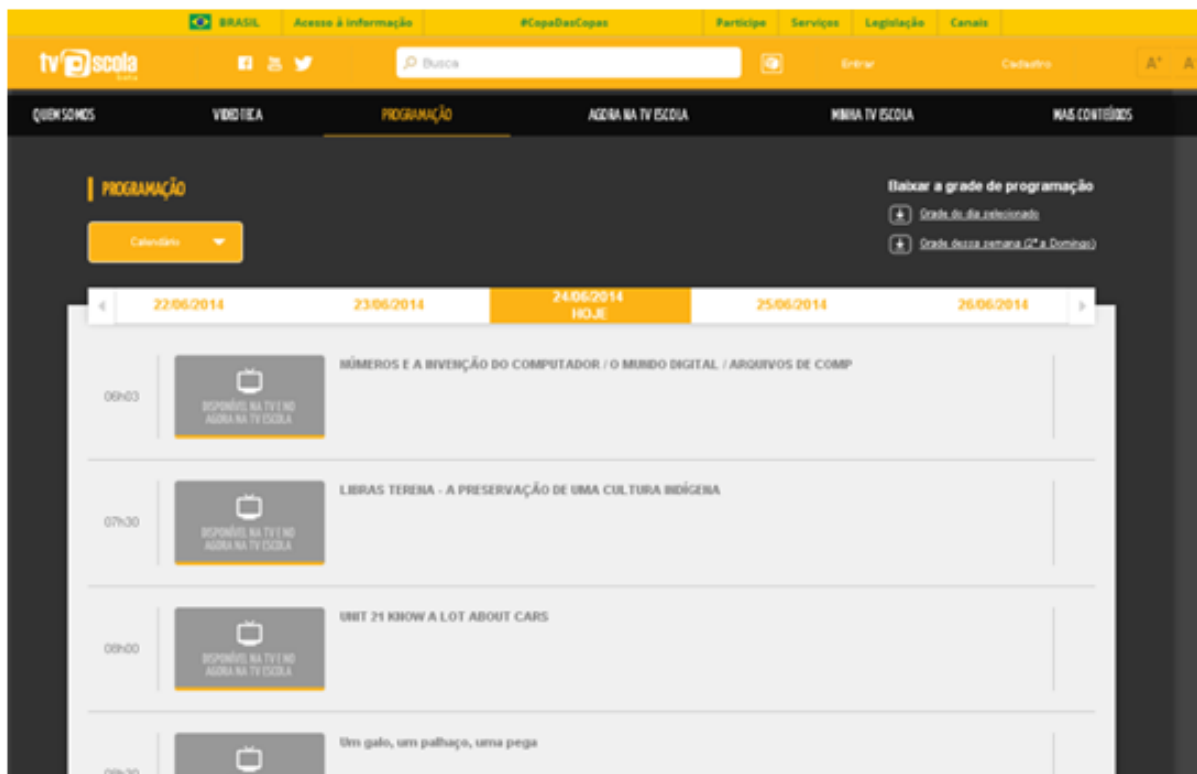 BRASIL Acesso à informação #CopaDasCopas Participe Serviços Legislação Canais
tv escola beta Busca Entrar Cadastro A+ A
QUEM SOMOS VIDEOTECA PROGRAMAÇÃO AGORA NA TV ESCOLA MINHA TV ESCOLA MAIS CONTEÚDOS
PROGRAMAÇÃO
Baixar a grade de programação
Grade do dia selecionado
Calendário
Grade dessa semana (2ª a Domingo)
22/06/2014 23/06/2014 24/06/2014 25/06/2014 26/06/2014
HOJE
NÚMEROS E A INVENÇÃO DO COMPUTADOR / O MUNDO DIGITAL / ARQUIVOS DE COMP
06h03
DISPONÍVEL NA TV E NO
AGORA NA TV ESCOLA
LIBRAS TERENA - A PRESERVAÇÃO DE UMA CULTURA INDÍGENA
07h30
DISPONÍVEL NA TV E NO
AGORA NA TV ESCOLA
UNIT 21 KNOW A LOT ABOUT CARS
08h00
DISPONÍVEL NA TV E NO
AGORA NA TV ESCOLA
Um galo, um palhaço, uma pega